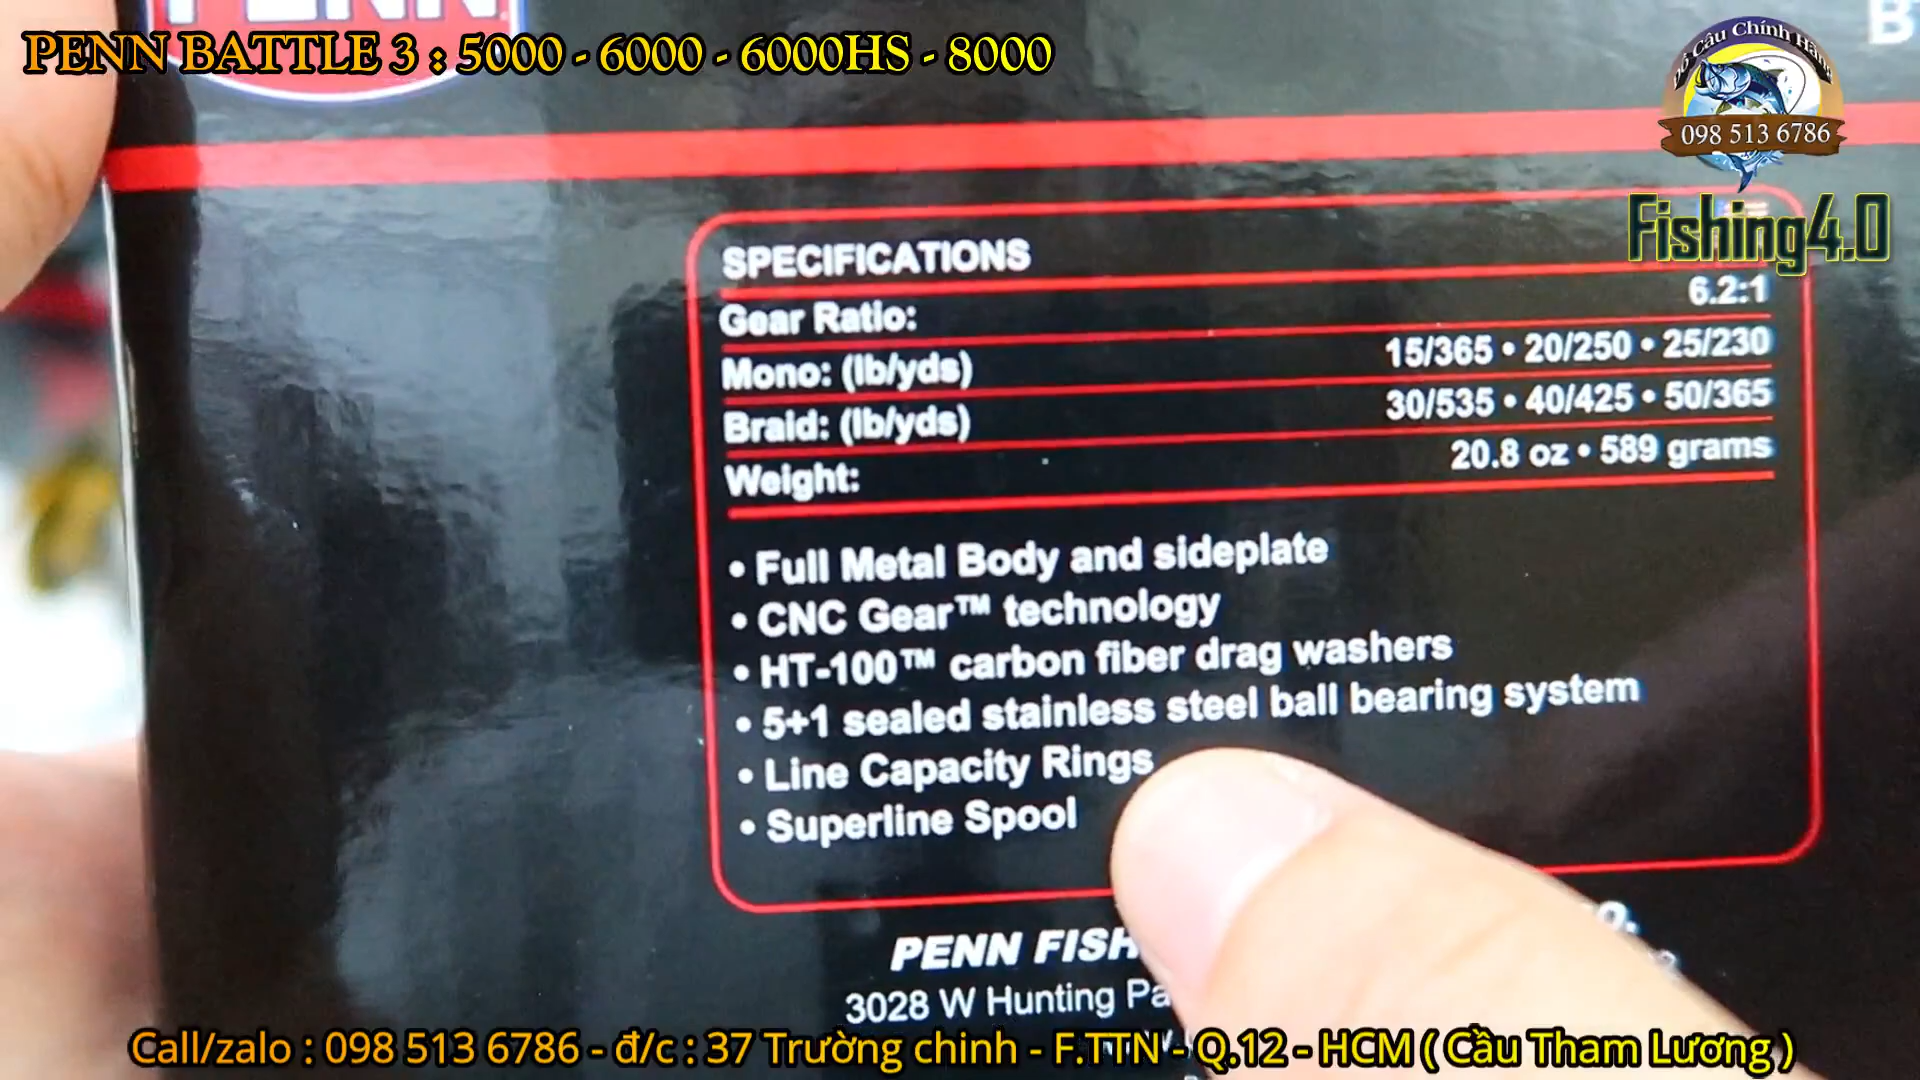 PENN
B
PENN BATTLE 3 : 5000 - 6000 - 6000HS - 8000
Đồ Câu Chính Hãng
098 513 6786
Fishing4.0
SPECIFICATIONS
Gear Ratio: 6.2:1
Mono: (lb/yds) 15/365 • 20/250 • 25/230
Braid: (lb/yds) 30/535 • 40/425 • 50/365
Weight: 20.8 oz • 589 grams
• Full Metal Body and sideplate
• CNC Gear™ technology
• HT-100™ carbon fiber drag washers
• 5+1 sealed stainless steel ball bearing system
• Line Capacity Rings
• Superline Spool
PENN FISH
3028 W Hunting Pa
Call/zalo : 098 513 6786 - đ/c : 37 Trường chinh - F.TTN - Q.12 - HCM ( Cầu Tham Lương )